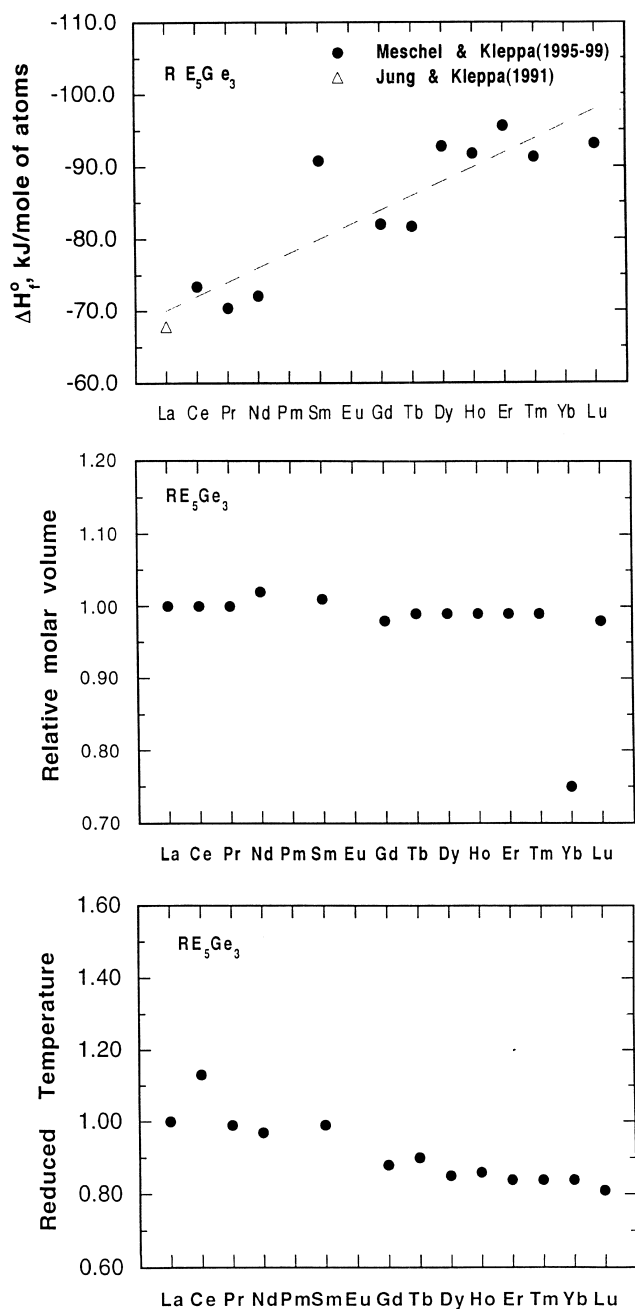 -110.0
● Meschel & Kleppa(1995-99)
R E₅G e₃
△ Jung & Kleppa(1991)
-100.0
-90.0
-80.0
-70.0
-60.0
ΔH°f, kJ/mole of atoms
La Ce Pr Nd Pm Sm Eu Gd Tb Dy Ho Er Tm Yb Lu
1.20
RE₅Ge₃
1.10
1.00
0.90
0.80
0.70
Relative molar volume
La Ce Pr Nd Pm Sm Eu Gd Tb Dy Ho Er Tm Yb Lu
1.60
RE₅Ge₃
1.40
1.20
1.00
0.80
0.60
Reduced Temperature
La Ce Pr Nd Pm Sm Eu Gd Tb Dy Ho Er Tm Yb Lu